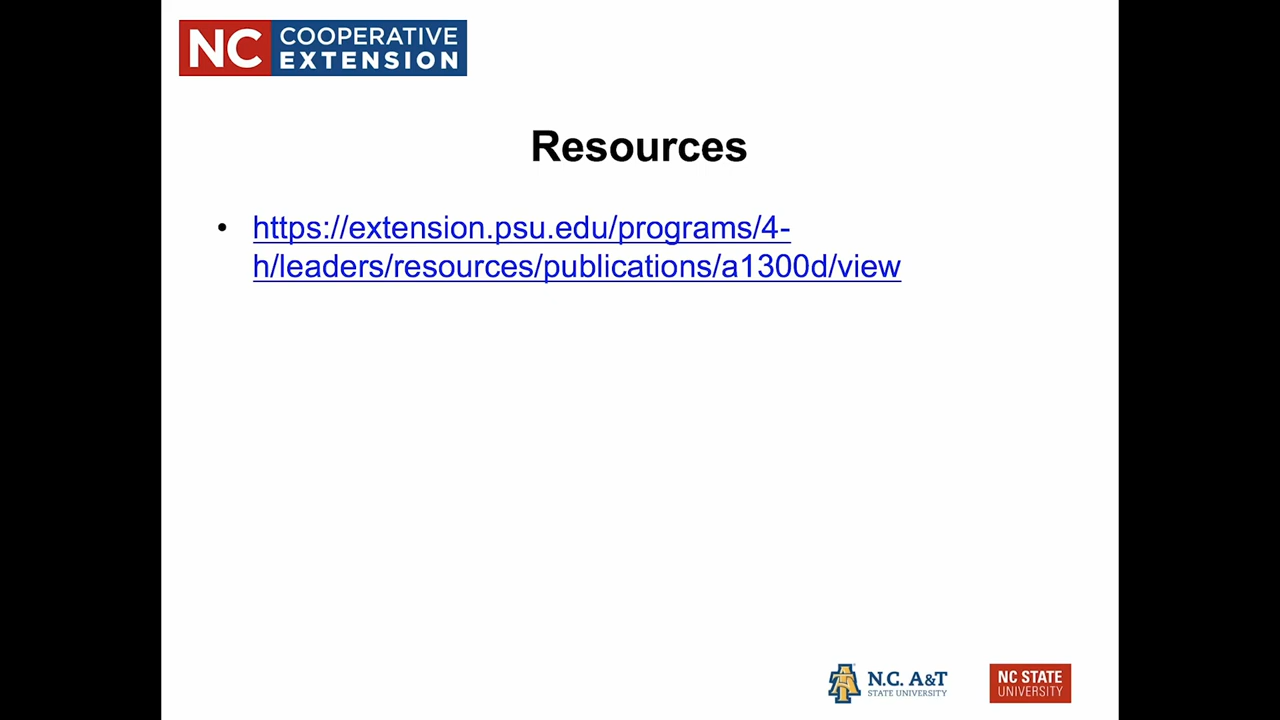 NC COOPERATIVE
EXTENSION
Resources
• https://extension.psu.edu/programs/4-
h/leaders/resources/publications/a1300d/view
N.C. A&T
STATE UNIVERSITY
NC STATE
UNIVERSITY